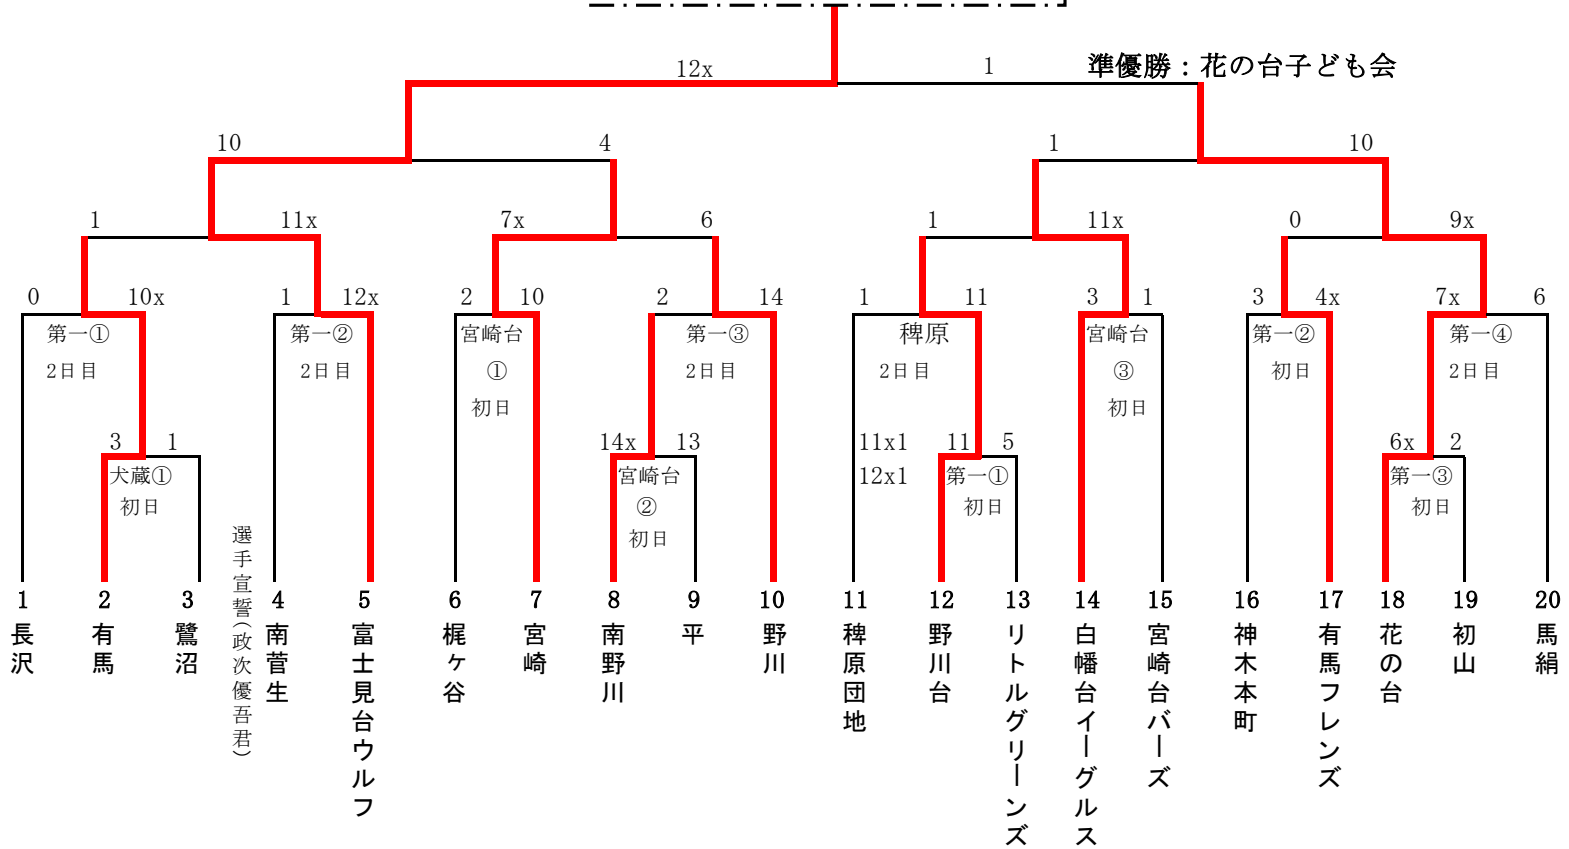 12x 1 準優勝：花の台子ども会
10 4 1 10
1 11x 7x 6 1 11x 0 9x
0 10x 1 12x 2 10 2 14 1 11 3 1 3 4x 7x 6
第一① 第一② 宮崎台 第一③ 稗原 宮崎台 第一② 第一④
2日目 2日目 ① 2日目 2日目 ③ 初日 2日目
初日 初日
3 1 14x 13 11x1 11 5 6x 2
犬蔵① 宮崎台 12x1 第一① 第一③
初日 ② 初日 初日
初日
選手宣誓(政次優吾君)
1 2 3 4 5 6 7 8 9 10 11 12 13 14 15 16 17 18 19 20
長沢
有馬
鷺沼
南菅生
富士見台ウルフ
梶ヶ谷
宮崎
南野川
平
野川
稗原団地
野川台
リトルグリーンズ
白幡台イーグルス
宮崎台バーズ
神木本町
有馬フレンズ
花の台
初山
馬絹